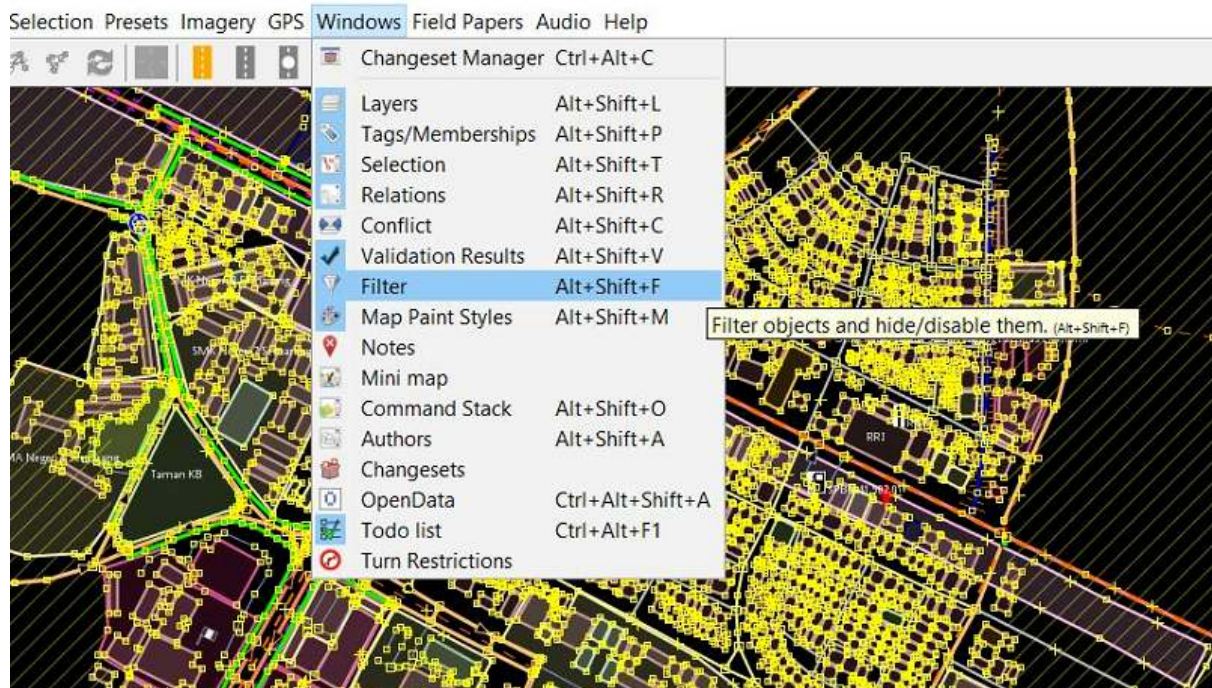 Selection Presets Imagery GPS Windows Field Papers Audio Help
Changeset Manager Ctrl+Alt+C
Layers Alt+Shift+L
Tags/Memberships Alt+Shift+P
Selection Alt+Shift+T
Relations Alt+Shift+R
Conflict Alt+Shift+C
Validation Results Alt+Shift+V
Filter Alt+Shift+F
Filter objects and hide/disable them. (Alt+Shift+F)
Map Paint Styles Alt+Shift+M
Notes
Mini map
Command Stack Alt+Shift+O
Authors Alt+Shift+A
Changesets
OpenData Ctrl+Alt+Shift+A
Todo list Ctrl+Alt+F1
Turn Restrictions
RRI
Taman KB